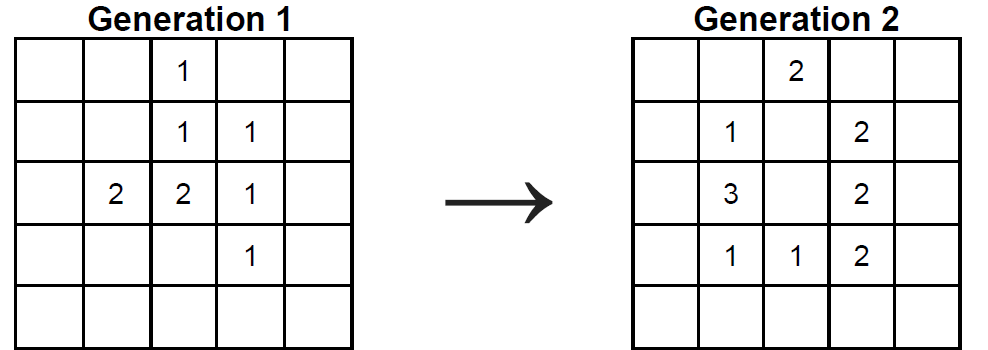 Generation 1
1
1 1
2 2 1
1
Generation 2
2
1 2
3 2
1 1 2